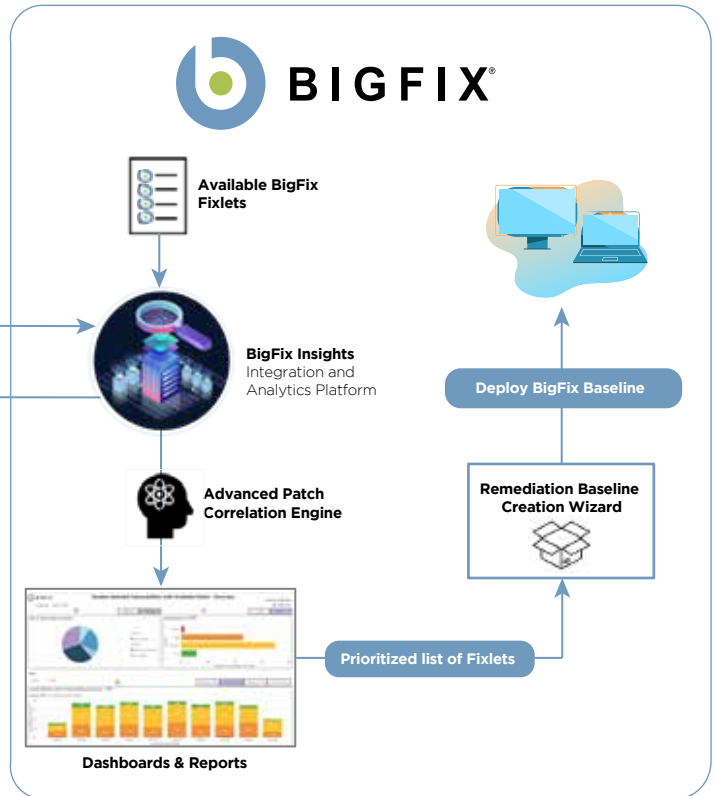 BIGFIX®
Available BigFix
Fixlets
BigFix Insights
Integration and
Analytics Platform
Advanced Patch
Correlation Engine
Dashboards & Reports
Prioritized list of Fixlets
Remediation Baseline
Creation Wizard
Deploy BigFix Baseline